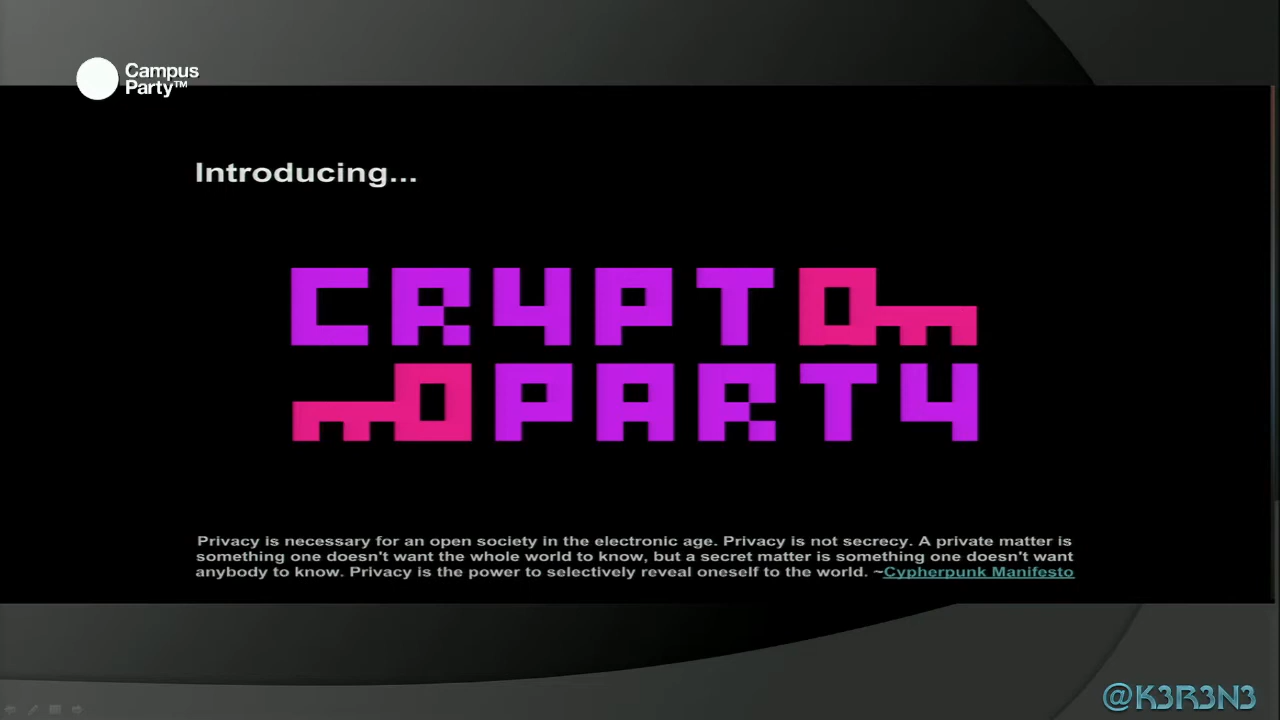 Campus
Party™
Introducing...
CRYPTO
PARTY
Privacy is necessary for an open society in the electronic age. Privacy is not secrecy. A private matter is
something one doesn't want the whole world to know, but a secret matter is something one doesn't want
anybody to know. Privacy is the power to selectively reveal oneself to the world. ~Cypherpunk Manifesto
@K3R3N3